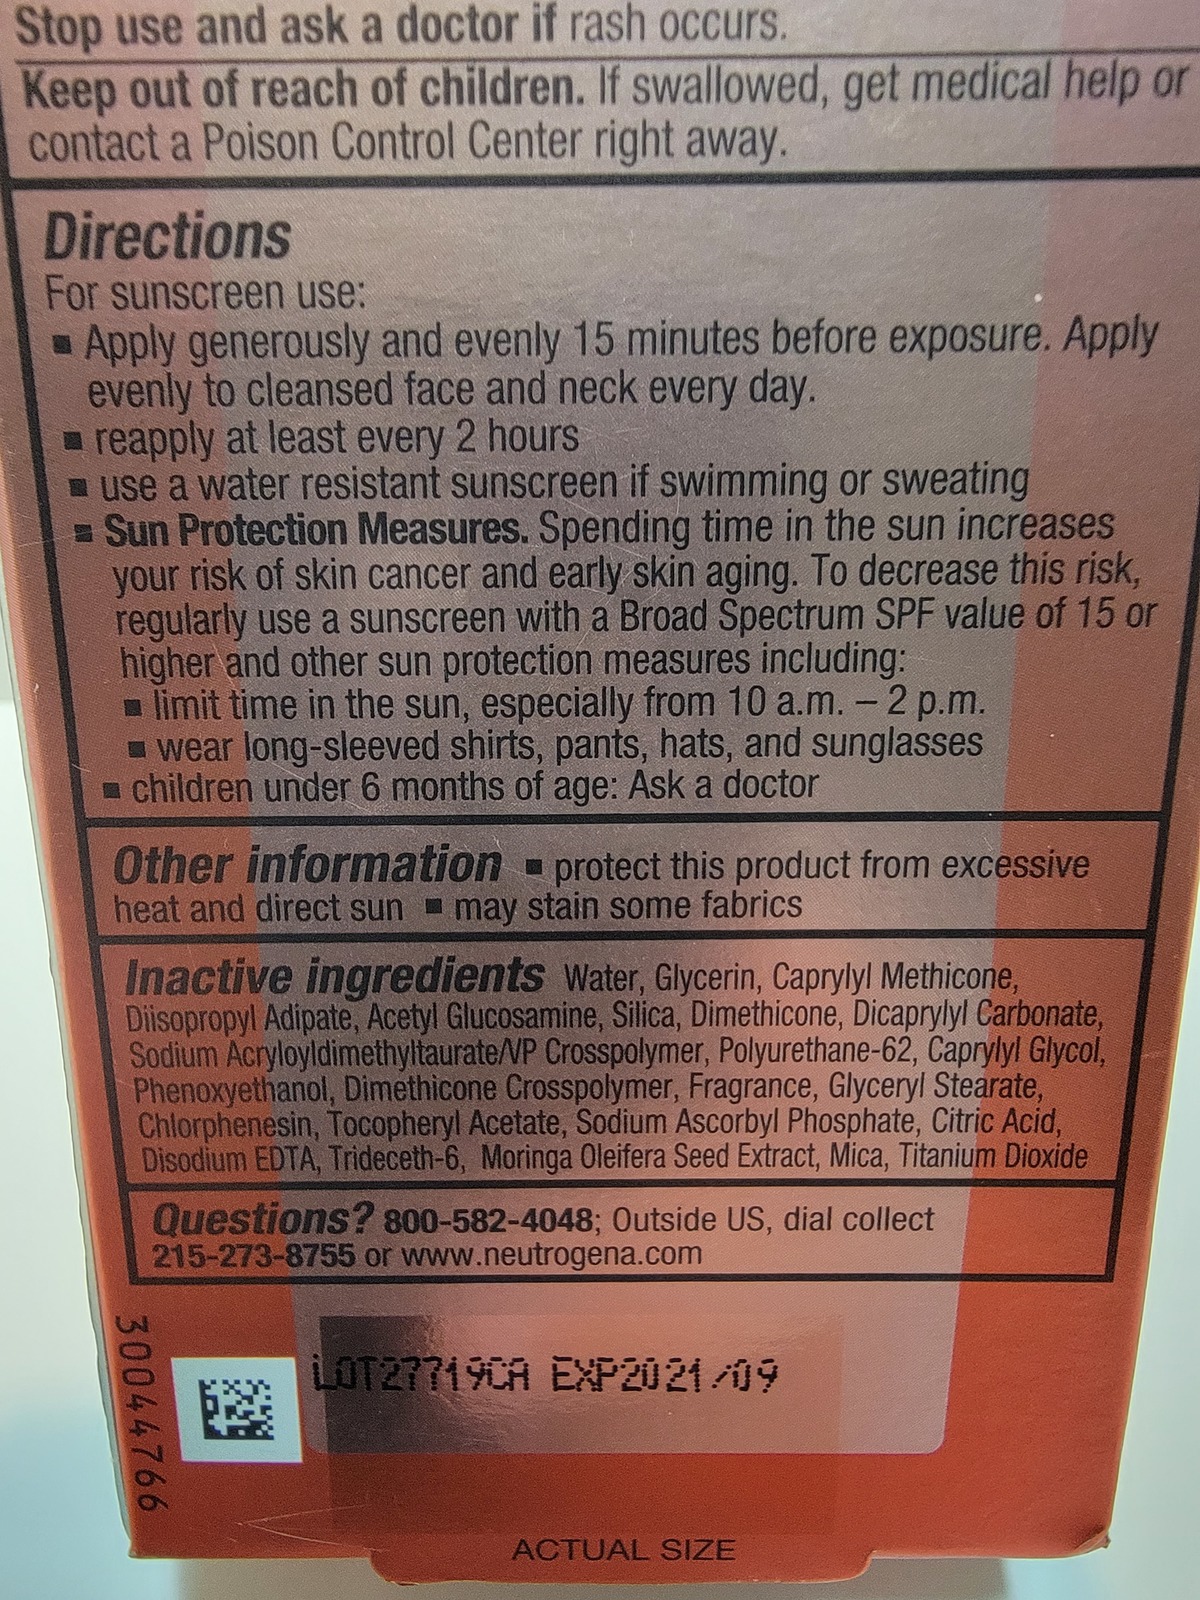 Stop use and ask a doctor if rash occurs.
Keep out of reach of children. If swallowed, get medical help or
contact a Poison Control Center right away.
Directions
For sunscreen use:
▪ Apply generously and evenly 15 minutes before exposure. Apply
evenly to cleansed face and neck every day.
▪ reapply at least every 2 hours
▪ use a water resistant sunscreen if swimming or sweating
▪ Sun Protection Measures. Spending time in the sun increases
your risk of skin cancer and early skin aging. To decrease this risk,
regularly use a sunscreen with a Broad Spectrum SPF value of 15 or
higher and other sun protection measures including:
▪ limit time in the sun, especially from 10 a.m. – 2 p.m.
▪ wear long-sleeved shirts, pants, hats, and sunglasses
▪ children under 6 months of age: Ask a doctor
Other information ▪ protect this product from excessive
heat and direct sun ▪ may stain some fabrics
Inactive ingredients Water, Glycerin, Caprylyl Methicone,
Diisopropyl Adipate, Acetyl Glucosamine, Silica, Dimethicone, Dicaprylyl Carbonate,
Sodium Acryloyldimethyltaurate/VP Crosspolymer, Polyurethane-62, Caprylyl Glycol,
Phenoxyethanol, Dimethicone Crosspolymer, Fragrance, Glyceryl Stearate,
Chlorphenesin, Tocopheryl Acetate, Sodium Ascorbyl Phosphate, Citric Acid,
Disodium EDTA, Trideceth-6, Moringa Oleifera Seed Extract, Mica, Titanium Dioxide
Questions? 800-582-4048; Outside US, dial collect
215-273-8755 or www.neutrogena.com
30044766
LOT27719CA EXP2021/09
ACTUAL SIZE